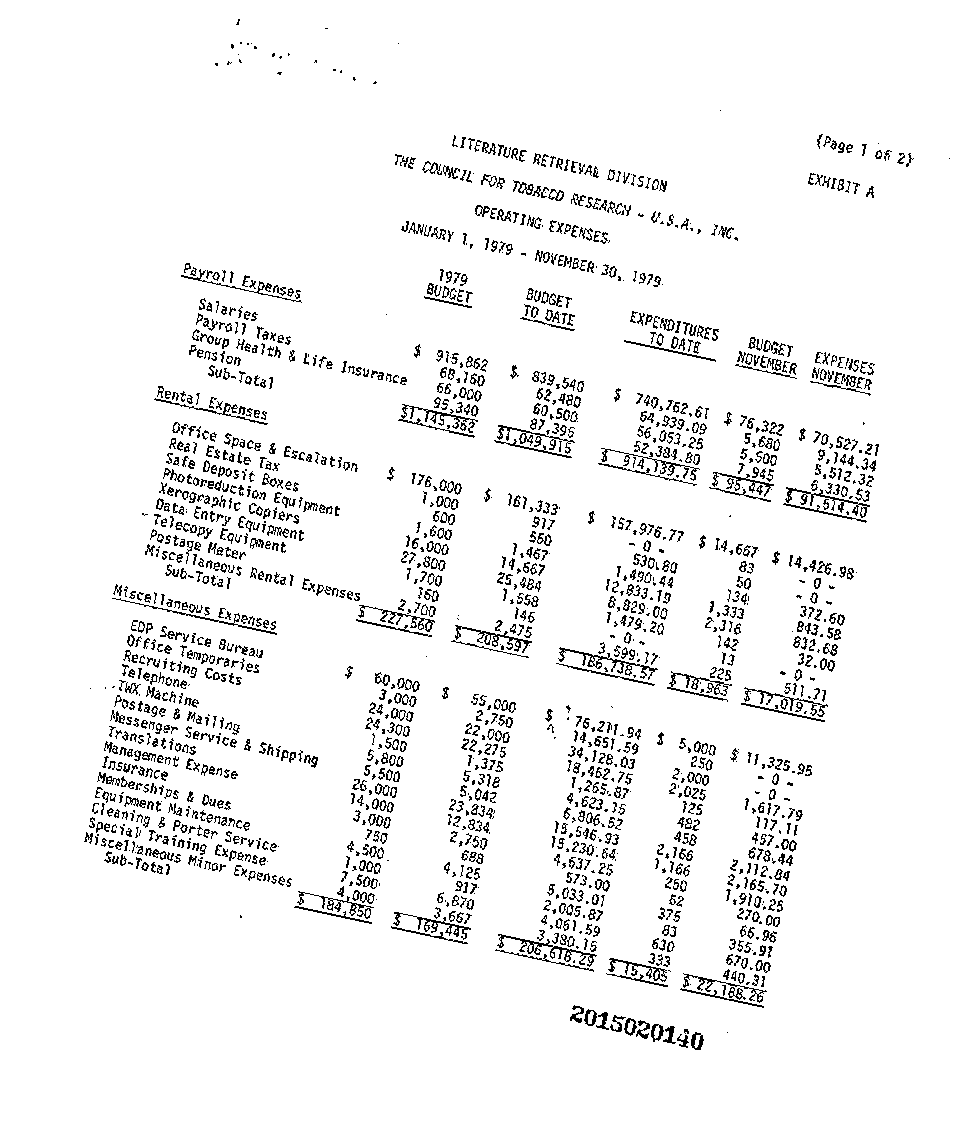 (Page 1 of 2)
EXHIBIT A
LITERATURE RETRIEVAL DIVISION
THE COUNCIL FOR TOBACCO RESEARCH - U.S.A., INC.
OPERATING EXPENSES
JANUARY 1, 1979 - NOVEMBER 30, 1979
1979 BUDGET BUDGET TO DATE EXPENDITURES TO DATE BUDGET NOVEMBER EXPENSES NOVEMBER
Payroll Expenses
Salaries $ 915,862 $ 839,540 $ 740,762.61 $ 76,322 $ 70,527.21
Payroll Taxes 68,160 62,480 64,939.09 5,680 9,144.34
Group Health & Life Insurance 66,000 60,500 56,053.25 5,500 5,512.32
Pension 95,340 87,395 52,384.80 7,945 6,330.53
Sub-Total $1,145,362 $1,049,915 $ 914,139.75 $ 95,447 $ 91,514.40
Rental Expenses
Office Space & Escalation $ 176,000 $ 161,333 $ 157,976.77 $ 14,667 $ 14,426.98
Real Estate Tax 1,000 917 - 0 - 83 - 0 -
Safe Deposit Boxes 600 550 530.80 50 - 0 -
Photoreduction Equipment 1,600 1,467 1,490.44 134 372.60
Xerographic Copiers 16,000 14,667 12,833.19 1,333 843.58
Data Entry Equipment 27,800 25,484 8,829.00 2,316 832.68
Telecopy Equipment 1,700 1,558 1,479.20 142 32.00
Postage Meter 160 146 - 0 - 13 - 0 -
Miscellaneous Rental Expenses 2,700 2,475 3,599.17 225 511.71
Sub-Total $ 227,560 $ 208,597 $ 186,738.57 $ 18,963 $ 17,019.55
Miscellaneous Expenses
EDP Service Bureau $ 60,000 $ 55,000 $ 76,211.94 $ 5,000 $ 11,325.95
Office Temporaries 3,000 2,750 14,651.59 250 - 0 -
Recruiting Costs 24,000 22,000 34,128.03 2,000 - 0 -
Telephone 24,300 22,275 18,462.75 2,025 1,617.79
TWX Machine 1,500 1,375 1,265.87 125 117.11
Postage & Mailing 5,800 5,318 4,623.15 482 457.00
Messenger Service & Shipping 5,500 5,042 6,806.52 458 678.44
Translations 26,000 23,834 15,546.93 2,166 2,112.84
Management Expense 14,000 12,834 15,230.64 1,166 2,165.70
Insurance 3,000 2,750 4,637.25 250 1,910.25
Memberships & Dues 750 688 573.00 62 270.00
Equipment Maintenance 4,500 4,125 5,033.01 375 66.96
Cleaning & Porter Service 1,000 917 2,005.87 83 355.91
Special Training Expense 7,500 6,870 4,061.59 630 670.00
Miscellaneous Minor Expenses 4,000 3,667 3,380.15 333 440.31
Sub-Total $ 184,850 $ 169,445 $ 206,618.29 $ 15,405 $ 22,188.26
2015020140